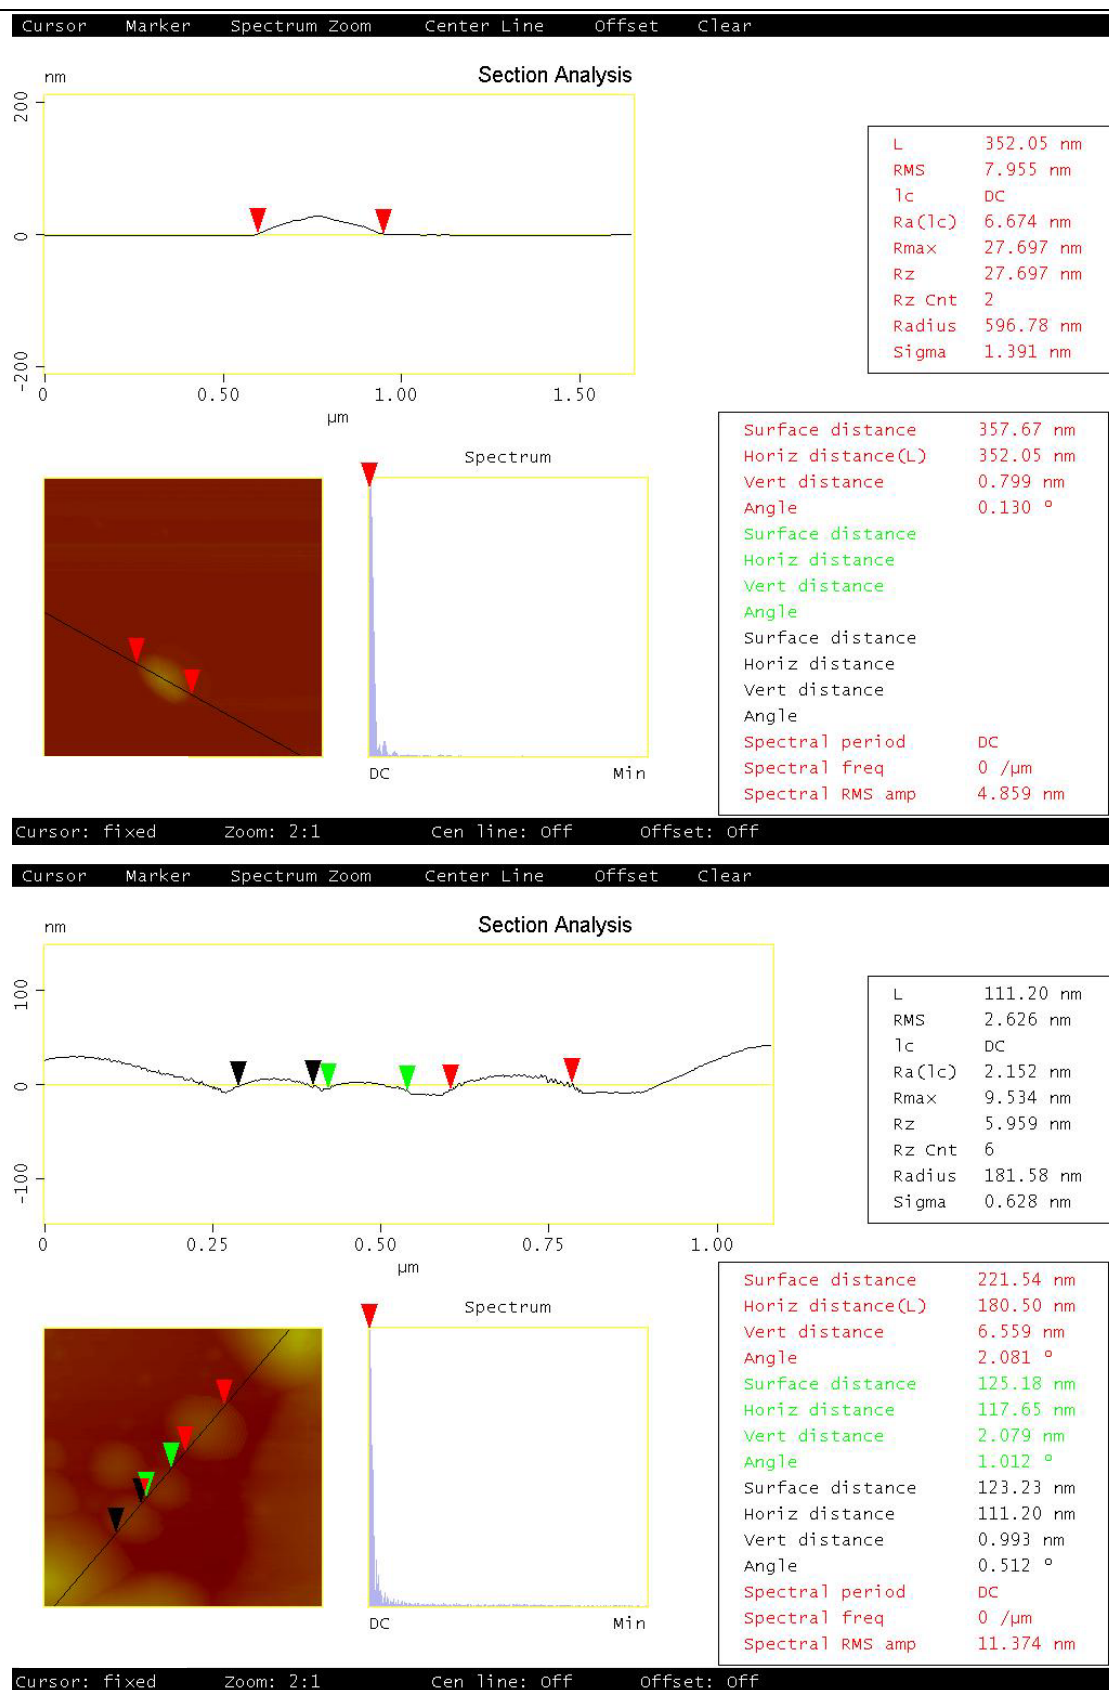 Cursor Marker Spectrum Zoom Center Line Offset Clear
Section Analysis
nm
200
0
-200
0 0.50 1.00 1.50
µm
L 352.05 nm
RMS 7.955 nm
lc DC
Ra(lc) 6.674 nm
Rmax 27.697 nm
Rz 27.697 nm
Rz Cnt 2
Radius 596.78 nm
Sigma 1.391 nm
Spectrum
DC Min
Surface distance 357.67 nm
Horiz distance(L) 352.05 nm
Vert distance 0.799 nm
Angle 0.130 °
Surface distance
Horiz distance
Vert distance
Angle
Surface distance
Horiz distance
Vert distance
Angle
Spectral period DC
Spectral freq 0 /µm
Spectral RMS amp 4.859 nm
Cursor: fixed Zoom: 2:1 Cen line: Off Offset: Off
Cursor Marker Spectrum Zoom Center Line Offset Clear
Section Analysis
nm
100
0
-100
0 0.25 0.50 0.75 1.00
µm
L 111.20 nm
RMS 2.626 nm
lc DC
Ra(lc) 2.152 nm
Rmax 9.534 nm
Rz 5.959 nm
Rz Cnt 6
Radius 181.58 nm
Sigma 0.628 nm
Spectrum
DC Min
Surface distance 221.54 nm
Horiz distance(L) 180.50 nm
Vert distance 6.559 nm
Angle 2.081 °
Surface distance 125.18 nm
Horiz distance 117.65 nm
Vert distance 2.079 nm
Angle 1.012 °
Surface distance 123.23 nm
Horiz distance 111.20 nm
Vert distance 0.993 nm
Angle 0.512 °
Spectral period DC
Spectral freq 0 /µm
Spectral RMS amp 11.374 nm
Cursor: fixed Zoom: 2:1 Cen line: Off Offset: Off